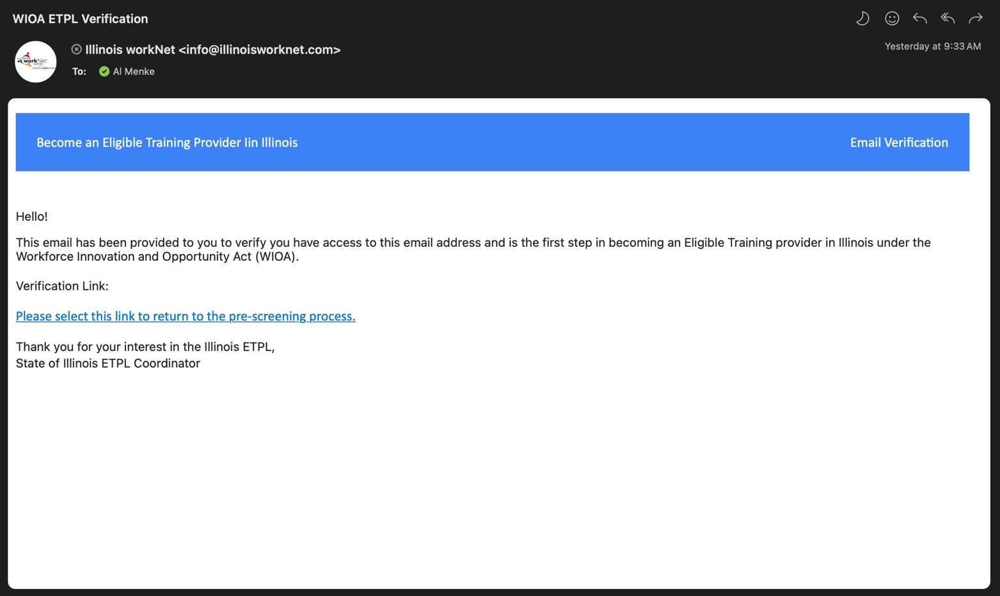 WIOA ETPL Verification
Illinois workNet <info@illinoisworknet.com>
Yesterday at 9:33 AM
To: Al Menke
workNet
CENTER
Become an Eligible Training Provider Iin Illinois
Email Verification
Hello!
This email has been provided to you to verify you have access to this email address and is the first step in becoming an Eligible Training provider in Illinois under the
Workforce Innovation and Opportunity Act (WIOA).
Verification Link:
Please select this link to return to the pre-screening process.
Thank you for your interest in the Illinois ETPL,
State of Illinois ETPL Coordinator